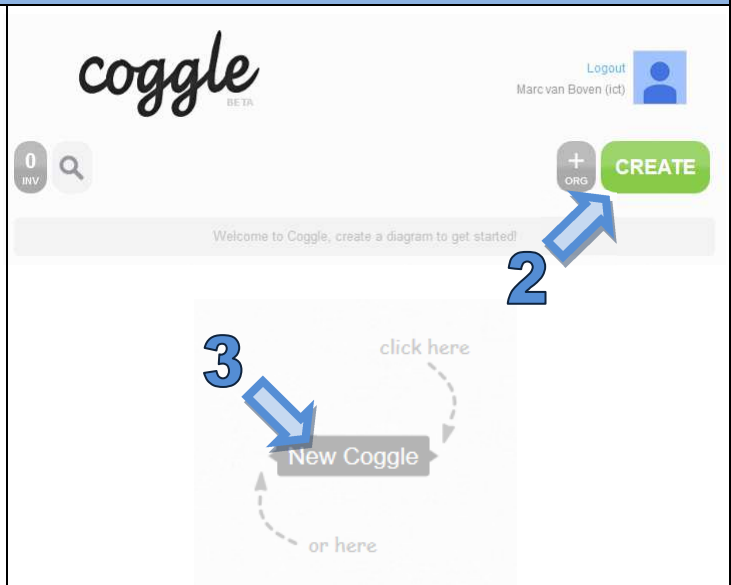 coggle
BETA
Logout
Marc van Boven (ict)
0
INV
+
ORG
CREATE
Welcome to Coggle, create a diagram to get started!
2
3
click here
New Coggle
or here